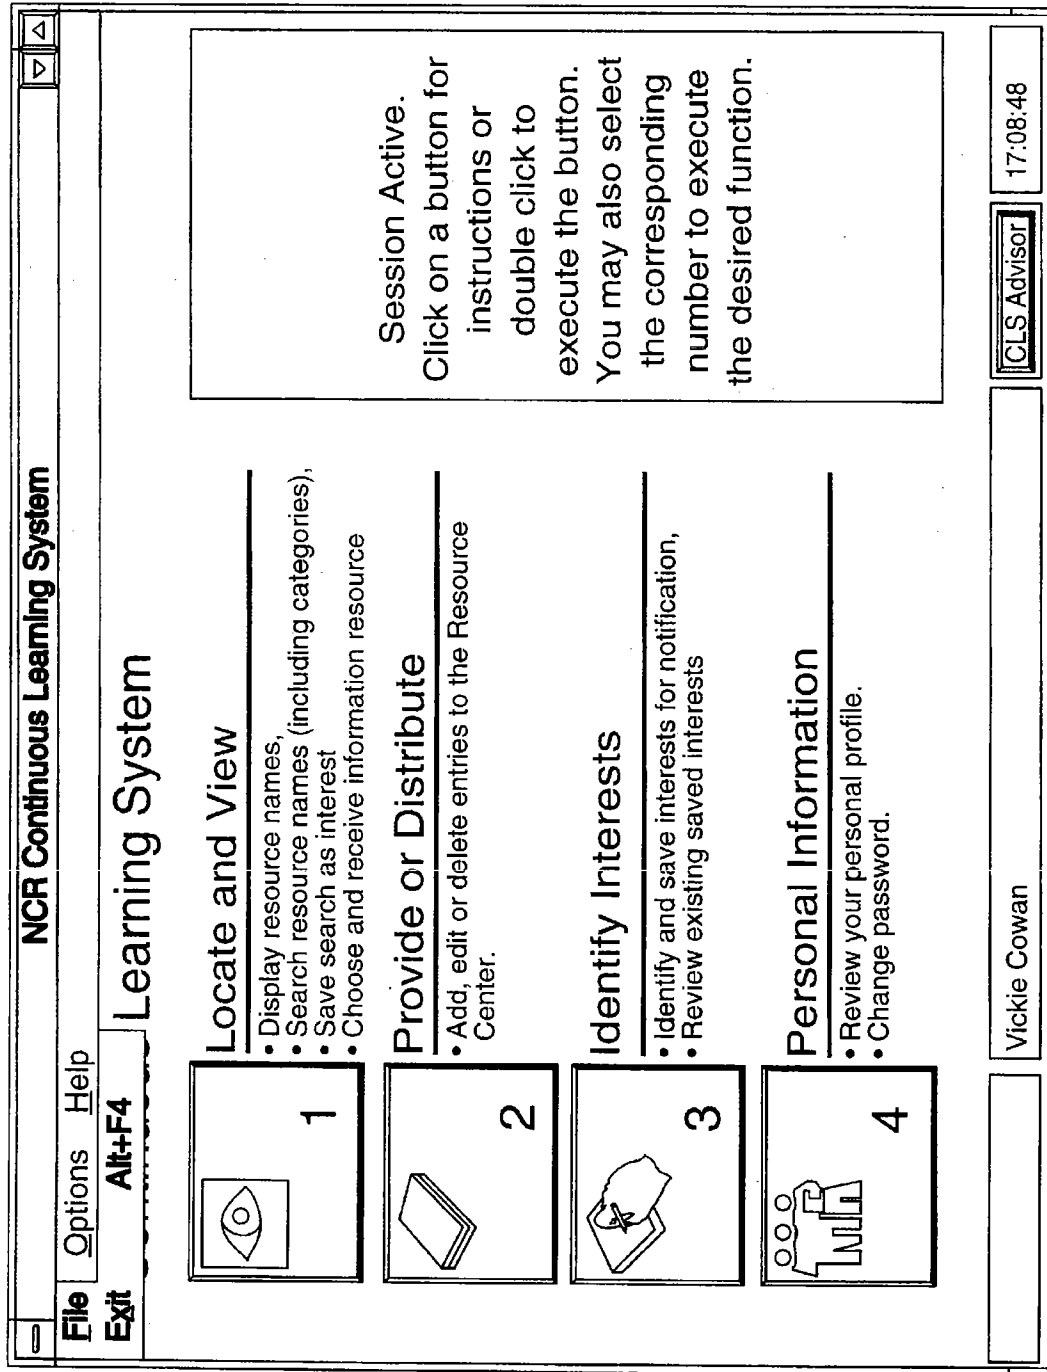 NCR Continuous Learning System
File Options Help
Exit Alt+F4
Learning System
1
Locate and View
• Display resource names,
• Search resource names (including categories),
• Save search as interest
• Choose and receive information resource
2
Provide or Distribute
• Add, edit or delete entries to the Resource
Center.
3
Identify Interests
• Identify and save interests for notification,
• Review existing saved interests
4
Personal Information
• Review your personal profile.
• Change password.
Session Active.
Click on a button for
instructions or
double click to
execute the button.
You may also select
the corresponding
number to execute
the desired function.
Vickie Cowan
CLS Advisor
17:08:48